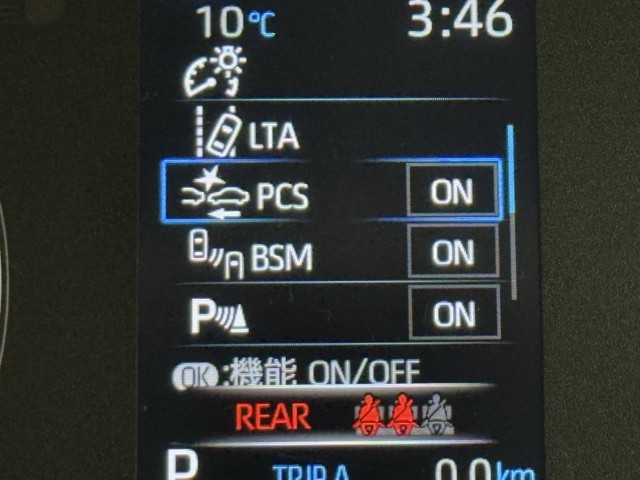 10℃ 3:46
LTA
PCS ON
BSM ON
P ON
OK:機能 ON/OFF
REAR
P TRIP A 0.0km